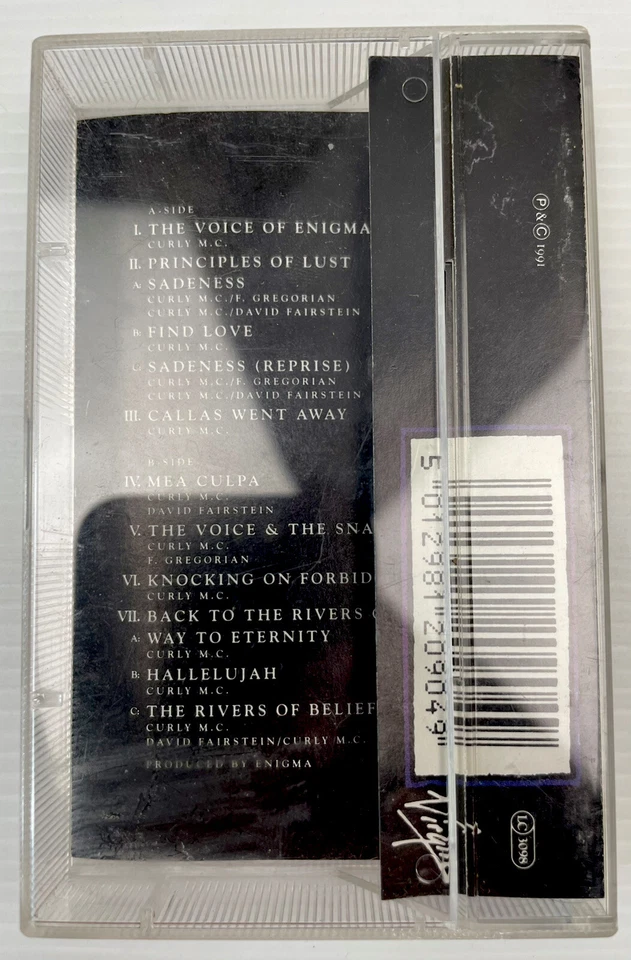 A-SIDE
I. THE VOICE OF ENIGMA
CURLY M.C.
II. PRINCIPLES OF LUST
A: SADENESS
CURLY M.C./F. GREGORIAN
CURLY M.C./DAVID FAIRSTEIN
B: FIND LOVE
CURLY M.C.
C: SADENESS (REPRISE)
CURLY M.C./F. GREGORIAN
CURLY M.C./DAVID FAIRSTEIN
III. CALLAS WENT AWAY
CURLY M.C.
B-SIDE
IV. MEA CULPA
CURLY M.C.
DAVID FAIRSTEIN
V. THE VOICE & THE SNA
CURLY M.C.
F. GREGORIAN
VI. KNOCKING ON FORBID
CURLY M.C.
VII. BACK TO THE RIVERS
A: WAY TO ETERNITY
CURLY M.C.
B: HALLELUJAH
CURLY M.C.
C: THE RIVERS OF BELIEF
CURLY M.C.
DAVID FAIRSTEIN/CURLY M.C.
PRODUCED BY ENIGMA
℗ & © 1991
5 012981 209049
Virgin
LC 3098